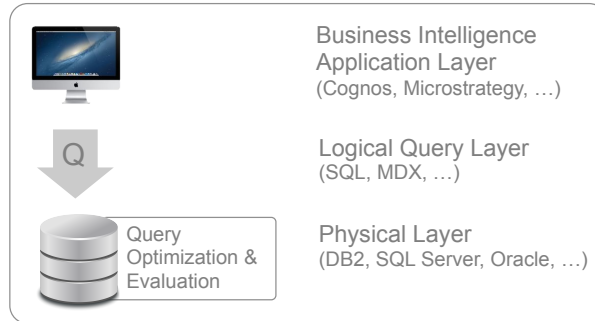 Business Intelligence
Application Layer
(Cognos, Microstrategy, …)
Q
Logical Query Layer
(SQL, MDX, …)
Query
Optimization &
Evaluation
Physical Layer
(DB2, SQL Server, Oracle, …)